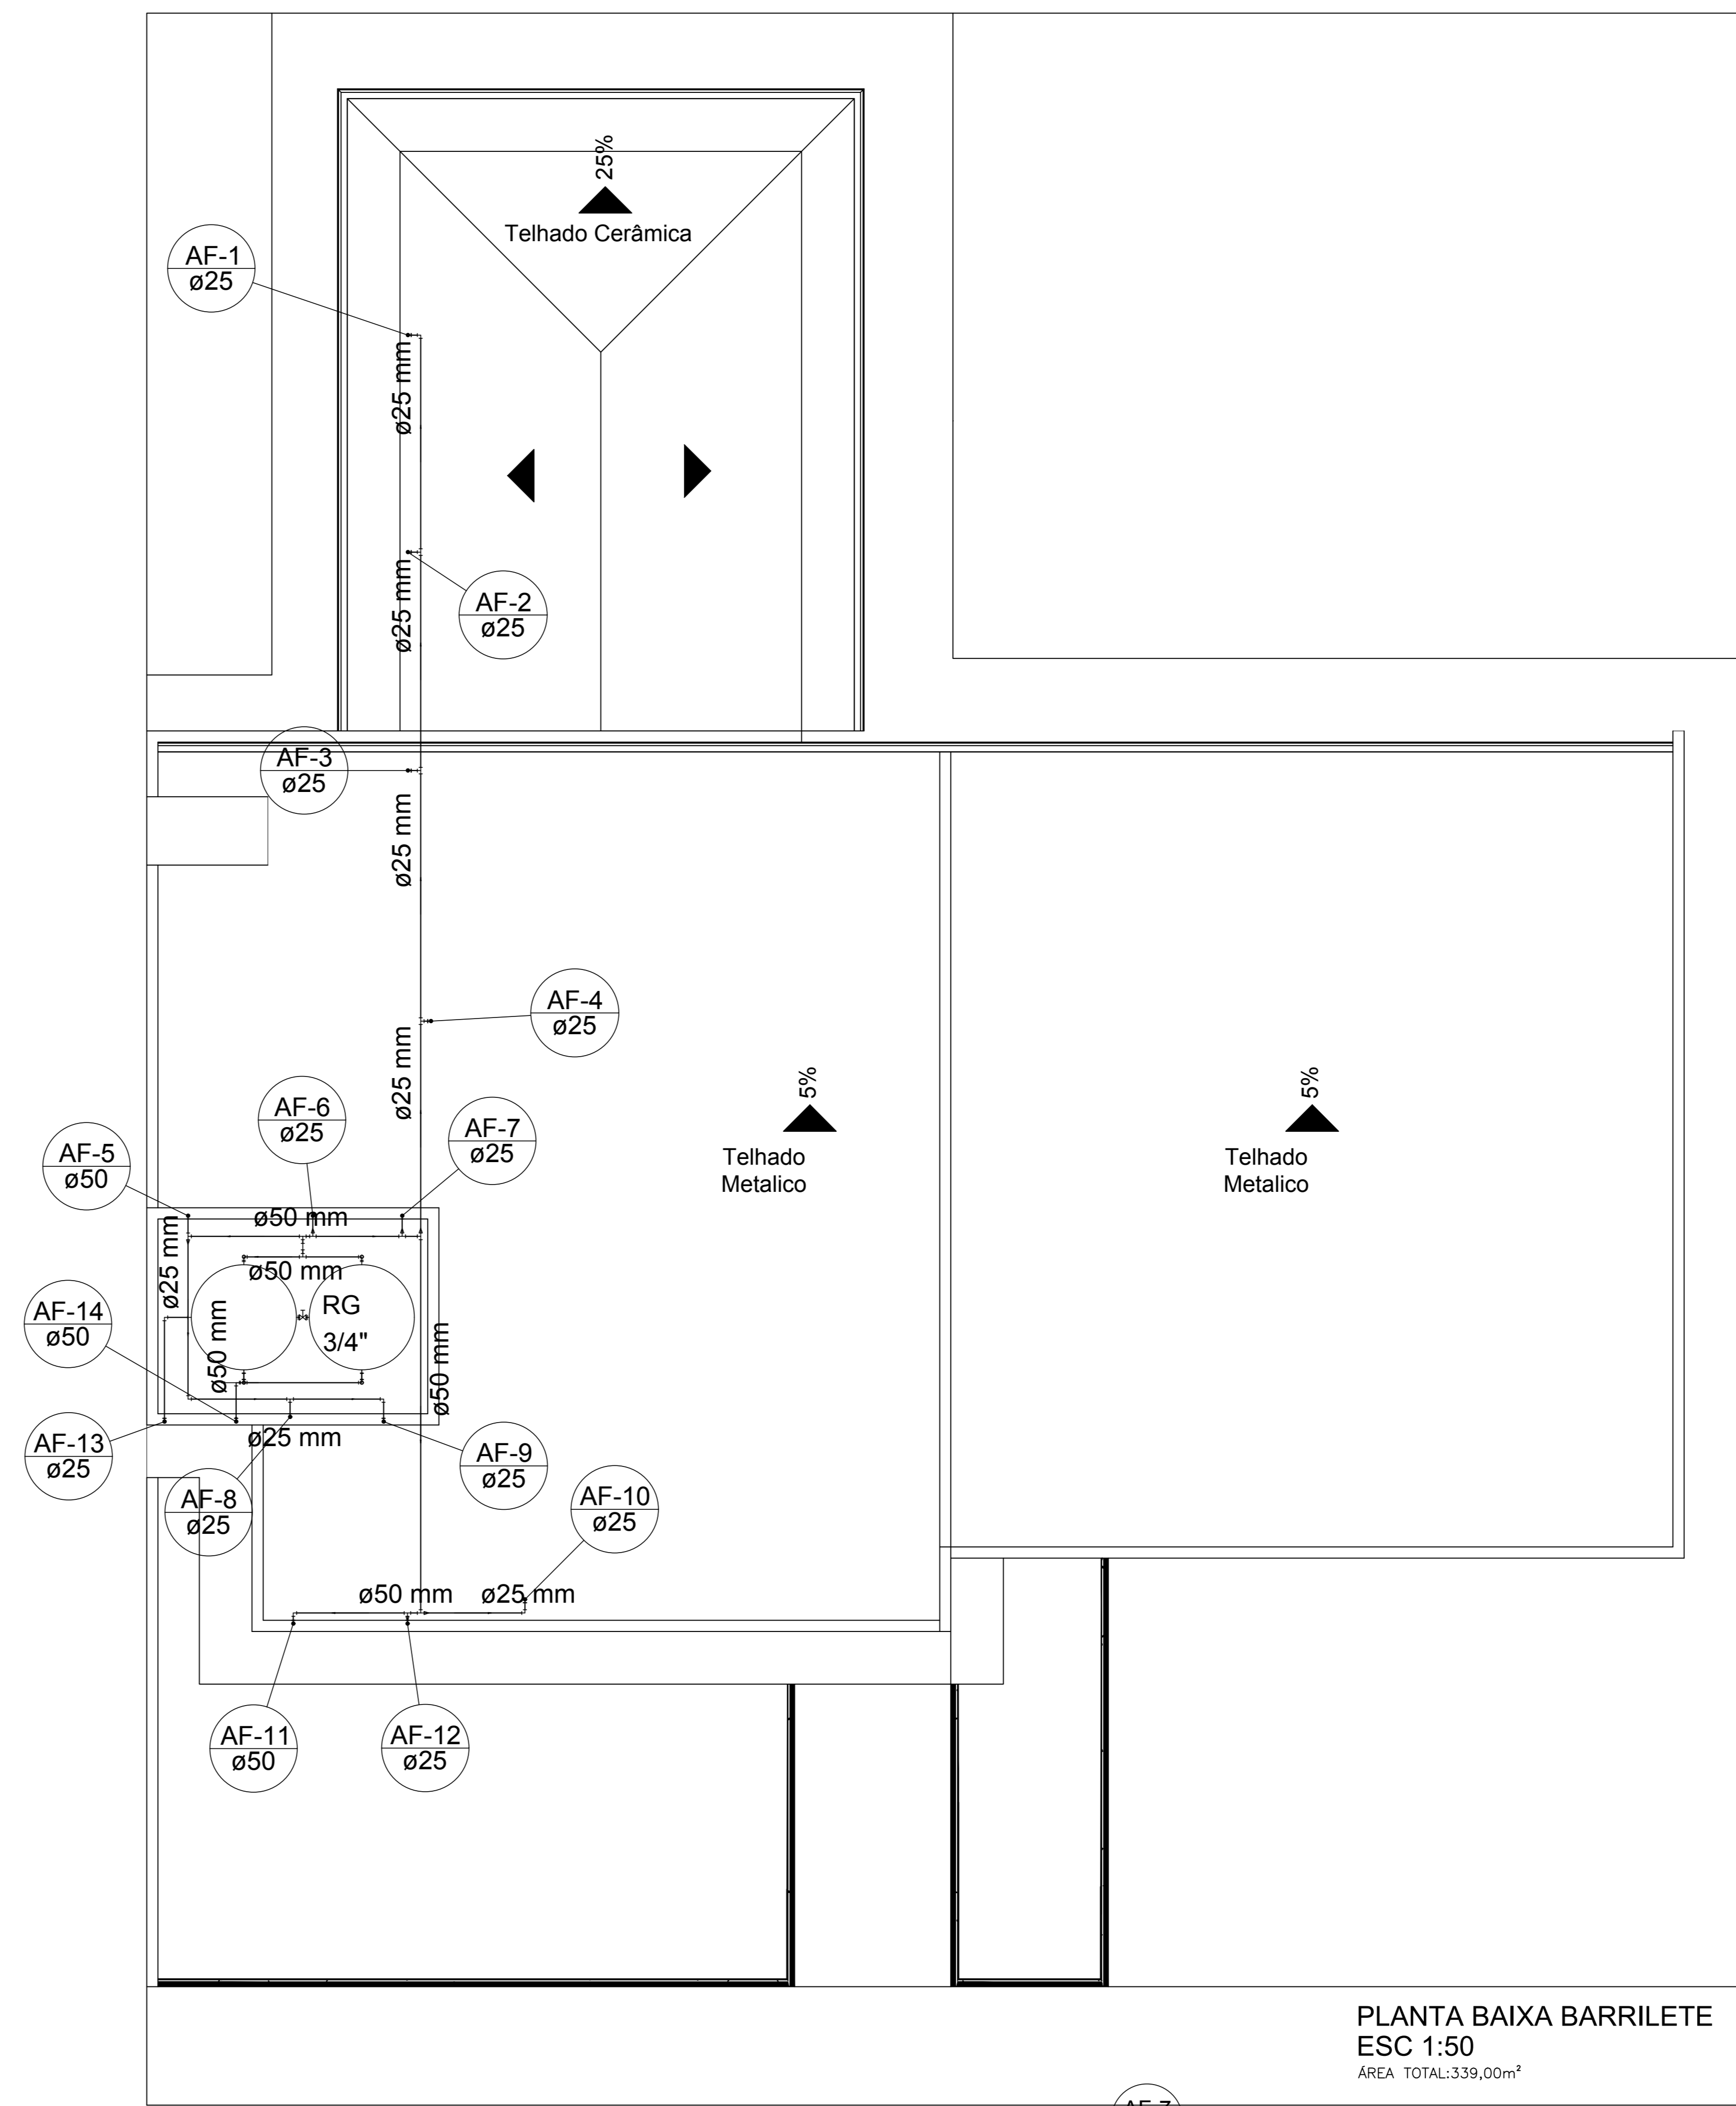 25%
Telhado Cerâmica
AF-1
ø25
ø25 mm
ø25 mm
AF-2
ø25
AF-3
ø25
ø25 mm
AF-4
ø25
ø25 mm
5%
Telhado
Metalico
5%
Telhado
Metalico
AF-6
ø25
AF-7
ø25
AF-5
ø50
ø50 mm
ø25 mm
ø50 mm
RG
3/4"
AF-14
ø50
ø50 mm
ø50 mm
AF-13
ø25
ø25 mm
AF-9
ø25
AF-8
ø25
AF-10
ø25
ø50 mm
ø25 mm
AF-11
ø50
AF-12
ø25
PLANTA BAIXA BARRILETE
ESC 1:50
ÁREA TOTAL:339,00m²